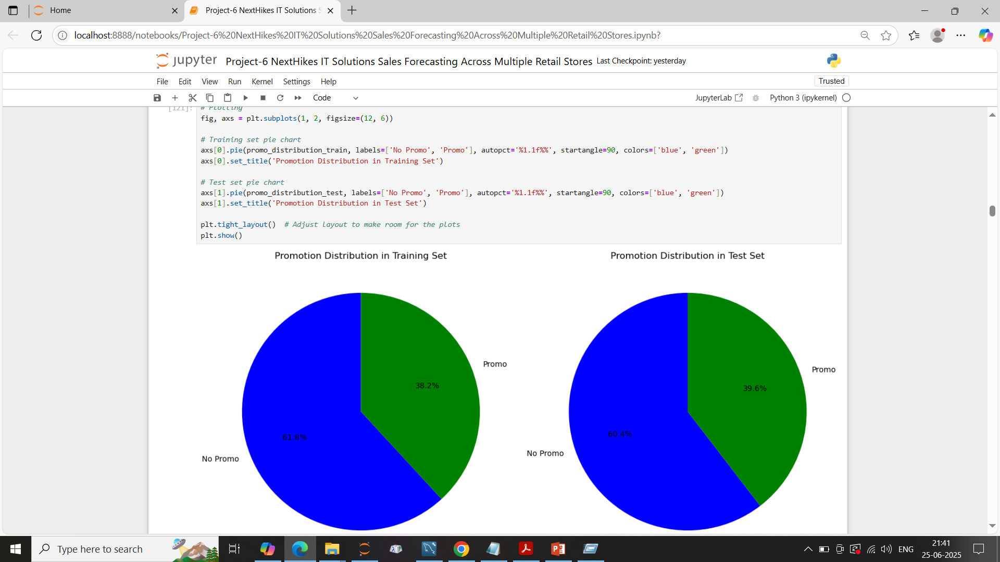 Home
Project-6 NextHikes IT Solutions S
localhost:8888/notebooks/Project-6%20NextHikes%20IT%20Solutions%20Sales%20Forecasting%20Across%20Multiple%20Retail%20Stores.ipynb?
jupyter Project-6 NextHikes IT Solutions Sales Forecasting Across Multiple Retail Stores Last Checkpoint: yesterday
File Edit View Run Kernel Settings Help
Trusted
Code
JupyterLab
Python 3 (ipykernel)
[121]:
# Plotting
fig, axs = plt.subplots(1, 2, figsize=(12, 6))
# Training set pie chart
axs[0].pie(promo_distribution_train, labels=['No Promo', 'Promo'], autopct='%1.1f%%', startangle=90, colors=['blue', 'green'])
axs[0].set_title('Promotion Distribution in Training Set')
# Test set pie chart
axs[1].pie(promo_distribution_test, labels=['No Promo', 'Promo'], autopct='%1.1f%%', startangle=90, colors=['blue', 'green'])
axs[1].set_title('Promotion Distribution in Test Set')
plt.tight_layout()  # Adjust layout to make room for the plots
plt.show()
Promotion Distribution in Training Set
Promo
38.2%
61.8%
No Promo
Promotion Distribution in Test Set
Promo
39.6%
60.4%
No Promo
Type here to search
ENG
21:41
25-06-2025